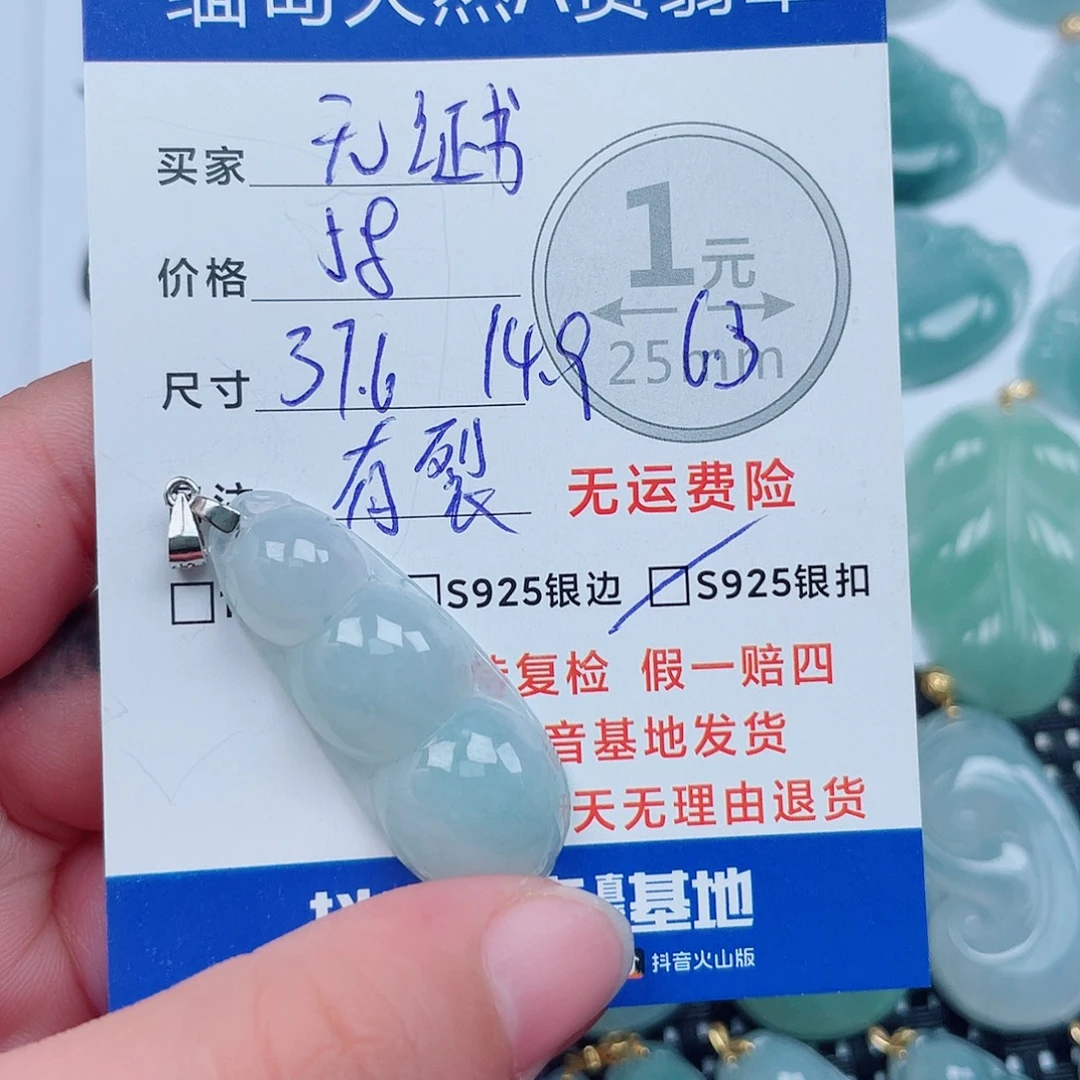 缅甸天然A货翡翠
买家 无证书
价格 58
1元
尺寸 37.6 14.9 6.3
25mm
注 有裂
无运费险
S925银边 S925银扣
复检 假一赔四
音基地发货
天无理由退货
基地
抖音火山版